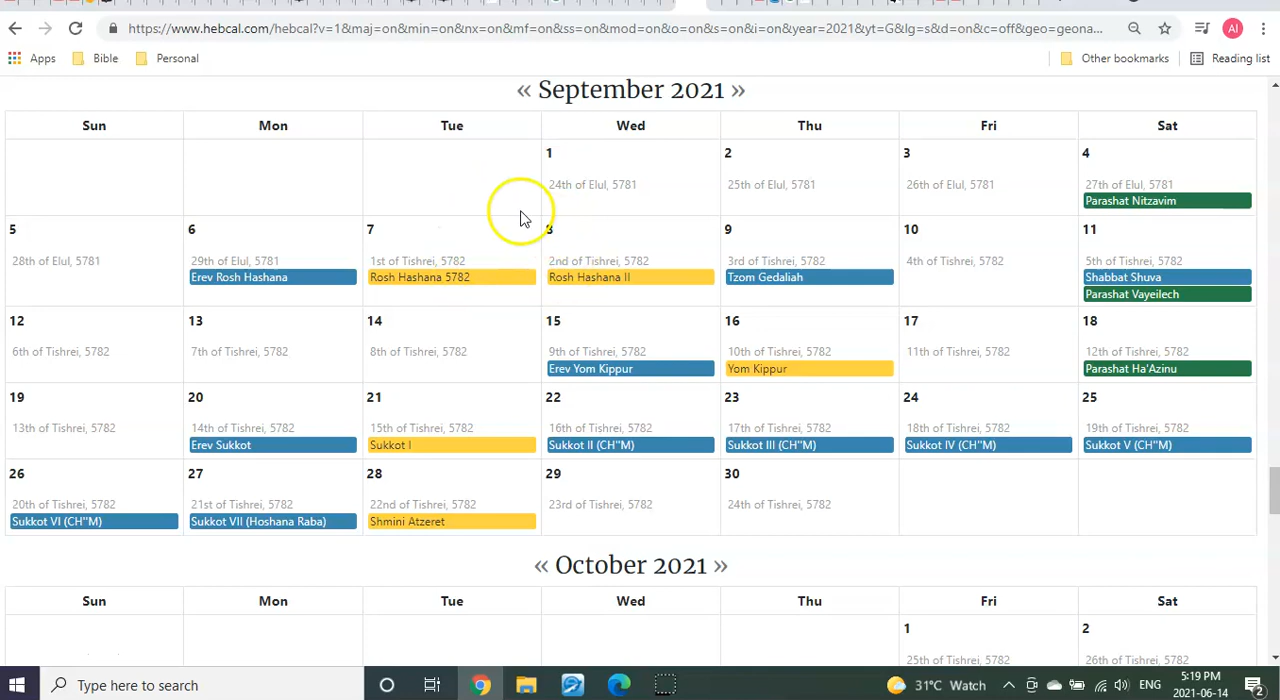 https://www.hebcal.com/hebcal?v=1&maj=on&min=on&nx=on&mf=on&ss=on&mod=on&o=on&s=on&i=on&year=2021&yt=G&lg=s&d=on&c=off&geo=geona...
AI
Apps Bible Personal Other bookmarks Reading list
« September 2021 »
Sun Mon Tue Wed Thu Fri Sat
1 2 3 4
24th of Elul, 5781 25th of Elul, 5781 26th of Elul, 5781 27th of Elul, 5781
Parashat Nitzavim
5 6 7 8 9 10 11
28th of Elul, 5781 29th of Elul, 5781 1st of Tishrei, 5782 2nd of Tishrei, 5782 3rd of Tishrei, 5782 4th of Tishrei, 5782 5th of Tishrei, 5782
Erev Rosh Hashana Rosh Hashana 5782 Rosh Hashana II Tzom Gedaliah Shabbat Shuva
Parashat Vayeilech
12 13 14 15 16 17 18
6th of Tishrei, 5782 7th of Tishrei, 5782 8th of Tishrei, 5782 9th of Tishrei, 5782 10th of Tishrei, 5782 11th of Tishrei, 5782 12th of Tishrei, 5782
Erev Yom Kippur Yom Kippur Parashat Ha'Azinu
19 20 21 22 23 24 25
13th of Tishrei, 5782 14th of Tishrei, 5782 15th of Tishrei, 5782 16th of Tishrei, 5782 17th of Tishrei, 5782 18th of Tishrei, 5782 19th of Tishrei, 5782
Erev Sukkot Sukkot I Sukkot II (CH"M) Sukkot III (CH"M) Sukkot IV (CH"M) Sukkot V (CH"M)
26 27 28 29 30
20th of Tishrei, 5782 21st of Tishrei, 5782 22nd of Tishrei, 5782 23rd of Tishrei, 5782 24th of Tishrei, 5782
Sukkot VI (CH"M) Sukkot VII (Hoshana Raba) Shmini Atzeret
« October 2021 »
Sun Mon Tue Wed Thu Fri Sat
1 2
25th of Tishrei, 5782 26th of Tishrei, 5782
Type here to search 31°C Watch ENG 5:19 PM
2021-06-14 2